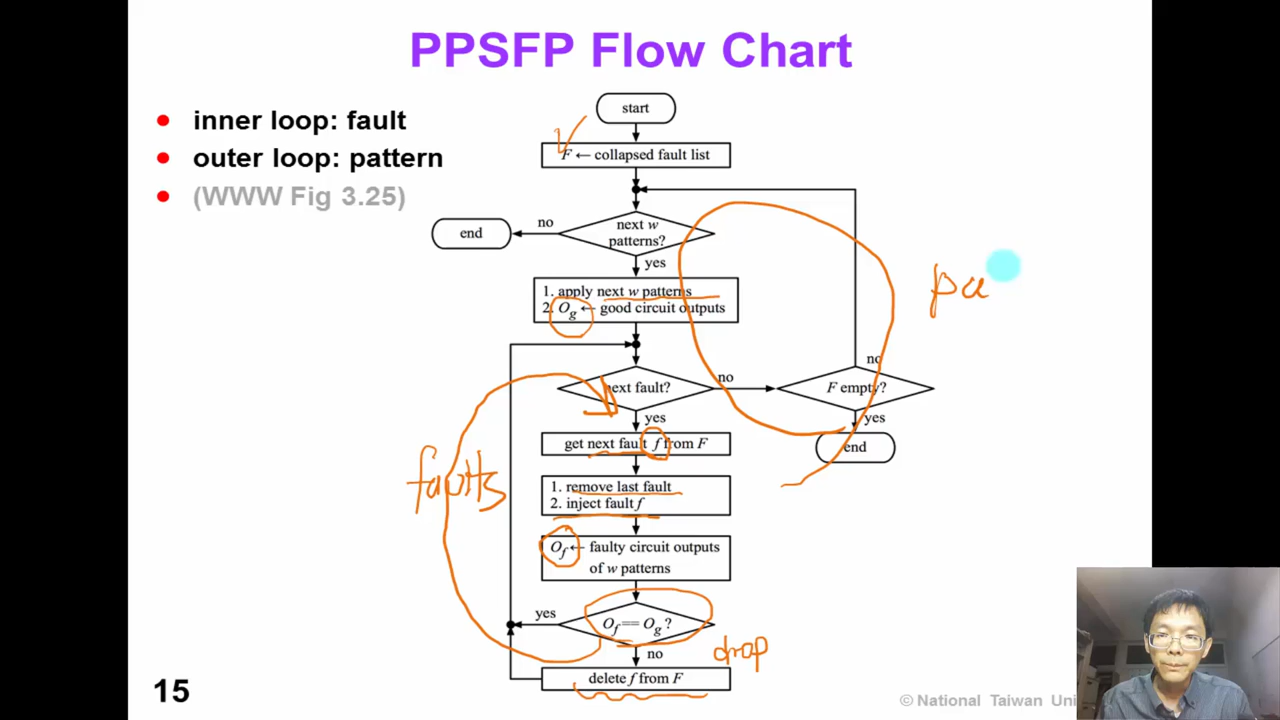 PPSFP Flow Chart
• inner loop: fault
• outer loop: pattern
• (WWW Fig 3.25)
start
F ← collapsed fault list
next w
patterns?
no
end
yes
1. apply next w patterns
2. Og ← good circuit outputs
next fault?
no
F empty?
no
yes
end
yes
get next fault f from F
1. remove last fault
2. inject fault f
Of ← faulty circuit outputs
of w patterns
Of == Og ?
yes
no
delete f from F
faults
drop
pa
15
© National Taiwan Uni